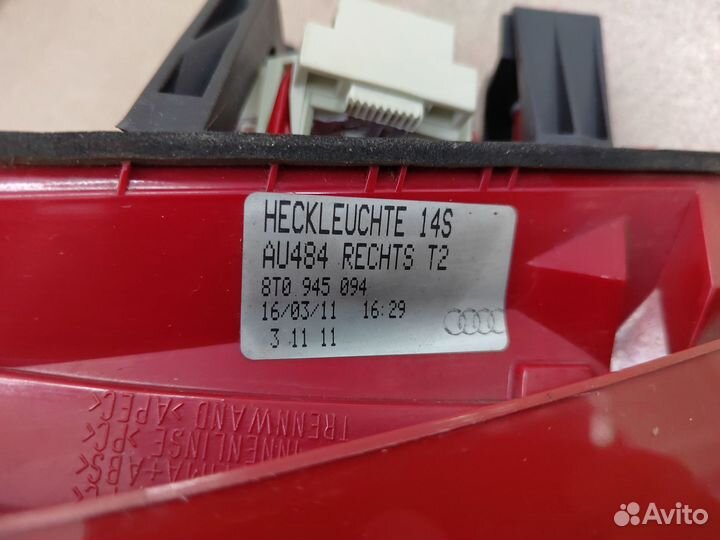 HECKLEUCHTE 14S
AU484 RECHTS T2
8T0 945 094
16/03/11 16:29
3 11 11
TRENNWAND >APEC<
INNENLINSE >PC<
Avito